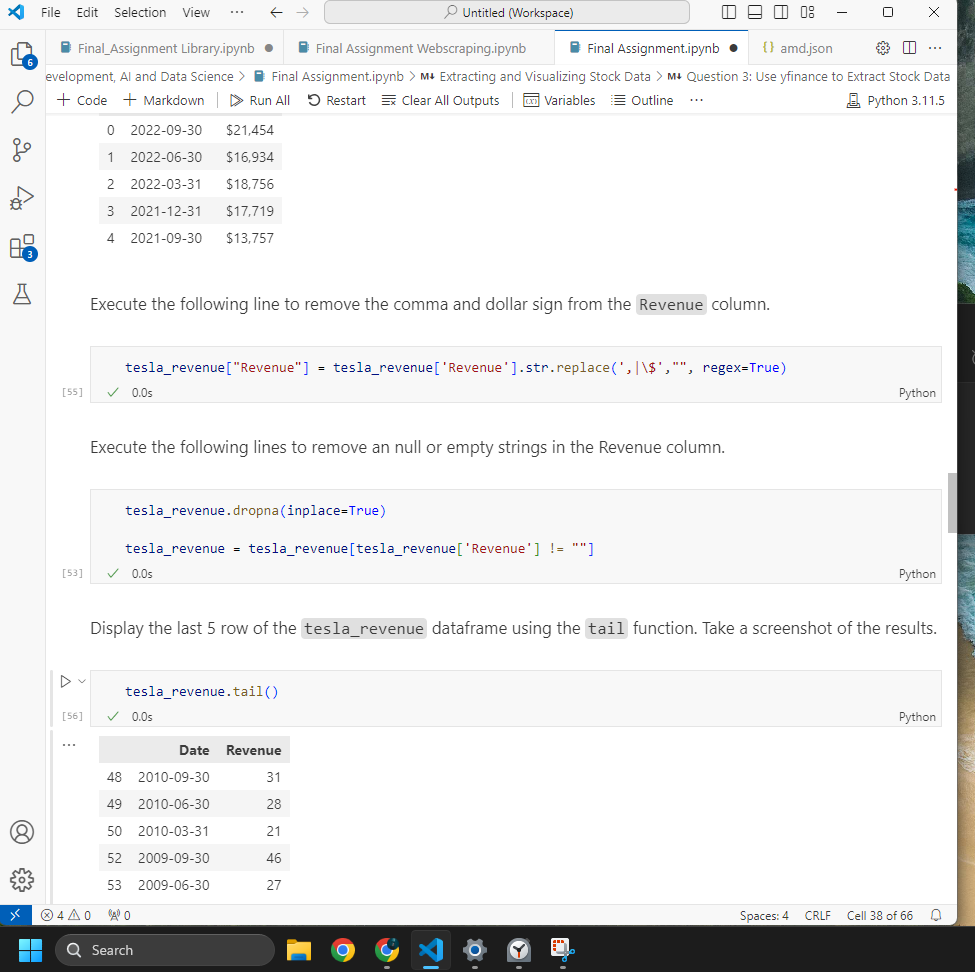 File Edit Selection View ··· Untitled (Workspace)
Final_Assignment Library.ipynb Final Assignment Webscraping.ipynb Final Assignment.ipynb {} amd.json ···
evelopment, AI and Data Science > Final Assignment.ipynb > M↓ Extracting and Visualizing Stock Data > M↓ Question 3: Use yfinance to Extract Stock Data
+ Code + Markdown Run All Restart Clear All Outputs Variables Outline ··· Python 3.11.5
6
3
0 2022-09-30 $21,454
1 2022-06-30 $16,934
2 2022-03-31 $18,756
3 2021-12-31 $17,719
4 2021-09-30 $13,757
Execute the following line to remove the comma and dollar sign from the Revenue column.
tesla_revenue["Revenue"] = tesla_revenue['Revenue'].str.replace(',|\$',"", regex=True)
[55] ✓ 0.0s Python
Execute the following lines to remove an null or empty strings in the Revenue column.
tesla_revenue.dropna(inplace=True)
tesla_revenue = tesla_revenue[tesla_revenue['Revenue'] != ""]
[53] ✓ 0.0s Python
Display the last 5 row of the tesla_revenue dataframe using the tail function. Take a screenshot of the results.
tesla_revenue.tail()
[56] ✓ 0.0s Python
···
Date Revenue
48 2010-09-30 31
49 2010-06-30 28
50 2010-03-31 21
52 2009-09-30 46
53 2009-06-30 27
4 0 0 Spaces: 4 CRLF Cell 38 of 66
Search